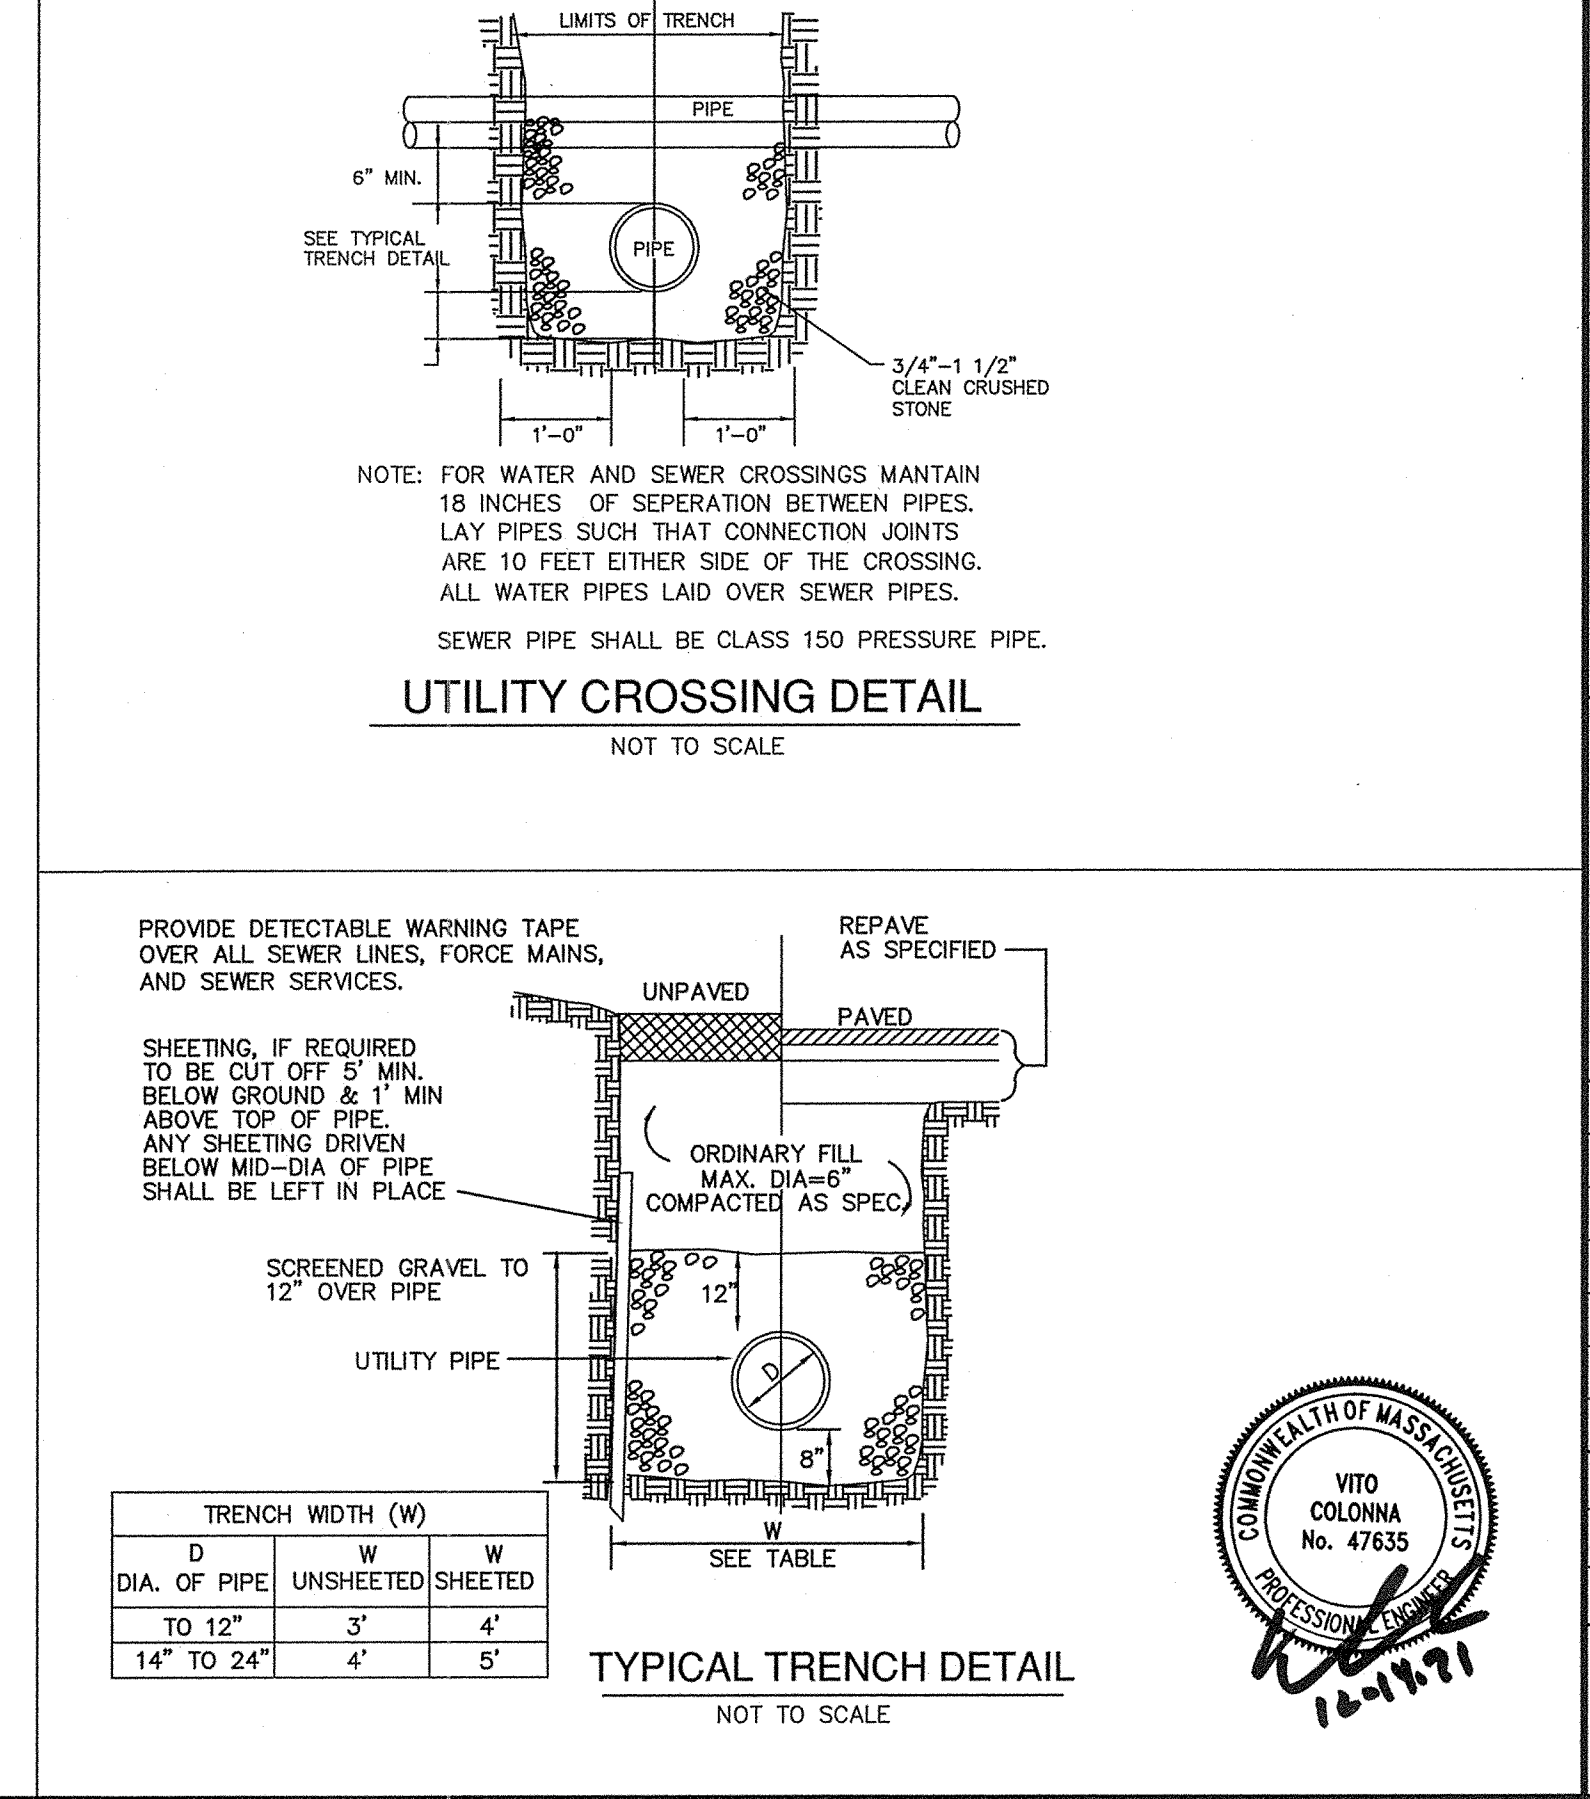 LIMITS OF TRENCH
PIPE
6" MIN.
SEE TYPICAL
TRENCH DETAIL
PIPE
3/4"-1 1/2"
CLEAN CRUSHED
STONE
1'-0"
1'-0"
NOTE: FOR WATER AND SEWER CROSSINGS MANTAIN
18 INCHES OF SEPERATION BETWEEN PIPES.
LAY PIPES SUCH THAT CONNECTION JOINTS
ARE 10 FEET EITHER SIDE OF THE CROSSING.
ALL WATER PIPES LAID OVER SEWER PIPES.
SEWER PIPE SHALL BE CLASS 150 PRESSURE PIPE.
UTILITY CROSSING DETAIL
NOT TO SCALE
PROVIDE DETECTABLE WARNING TAPE
OVER ALL SEWER LINES, FORCE MAINS,
AND SEWER SERVICES.
REPAVE
AS SPECIFIED
UNPAVED
PAVED
SHEETING, IF REQUIRED
TO BE CUT OFF 5' MIN.
BELOW GROUND & 1' MIN
ABOVE TOP OF PIPE.
ANY SHEETING DRIVEN
BELOW MID-DIA OF PIPE
SHALL BE LEFT IN PLACE
ORDINARY FILL
MAX. DIA=6"
COMPACTED AS SPEC.
SCREENED GRAVEL TO
12" OVER PIPE
12"
UTILITY PIPE
D
8"
W
SEE TABLE
TRENCH WIDTH (W)
D
DIA. OF PIPE
W
UNSHEETED
W
SHEETED
TO 12" 3' 4'
14" TO 24" 4' 5'
TYPICAL TRENCH DETAIL
NOT TO SCALE
COMMONWEALTH OF MASSACHUSETTS
VITO
COLONNA
No. 47635
PROFESSIONAL ENGINEER